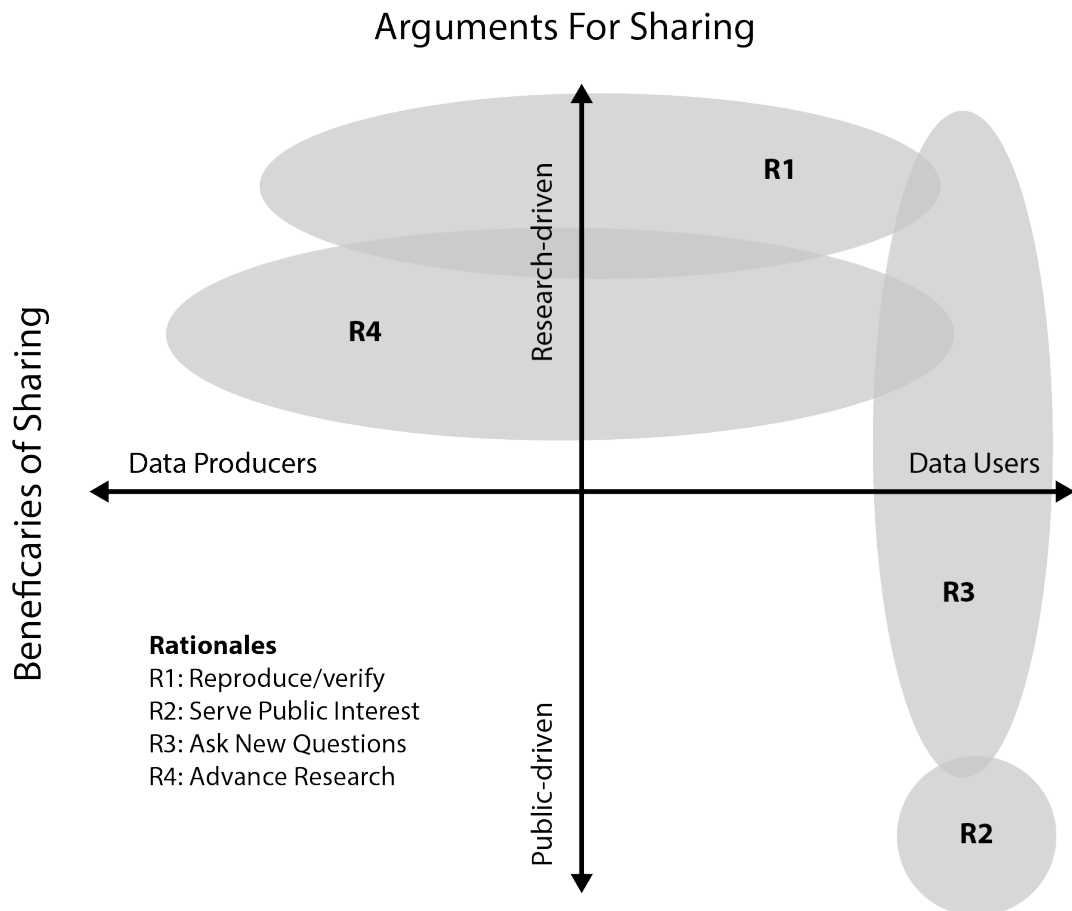 Arguments For Sharing
R1
Research-driven
R4
Beneficaries of Sharing
Data Producers
Data Users
R3
Rationales
R1: Reproduce/verify
R2: Serve Public Interest
R3: Ask New Questions
R4: Advance Research
Public-driven
R2